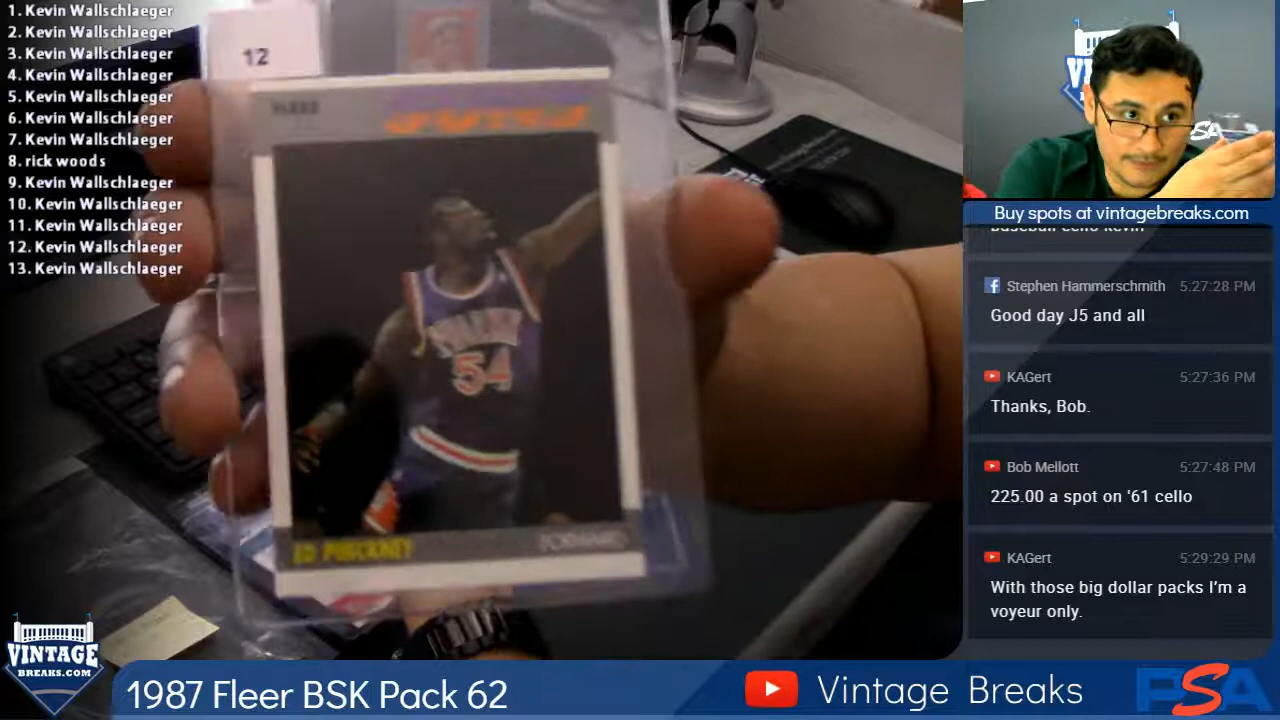 1. Kevin Wallschlaeger
2. Kevin Wallschlaeger
3. Kevin Wallschlaeger
4. Kevin Wallschlaeger
5. Kevin Wallschlaeger
6. Kevin Wallschlaeger
7. Kevin Wallschlaeger
8. rick woods
9. Kevin Wallschlaeger
10. Kevin Wallschlaeger
11. Kevin Wallschlaeger
12. Kevin Wallschlaeger
13. Kevin Wallschlaeger
12
FLEER
SUNS
54
ED PINCKNEY
FORWARD
Buy spots at vintagebreaks.com
baseball cello kevin
Stephen Hammerschmith 5:27:28 PM
Good day J5 and all
KAGert 5:27:36 PM
Thanks, Bob.
Bob Mellott 5:27:48 PM
225.00 a spot on '61 cello
KAGert 5:29:29 PM
With those big dollar packs I'm a
voyeur only.
VINTAGE
BREAKS.COM
1987 Fleer BSK Pack 62
Vintage Breaks
PSA